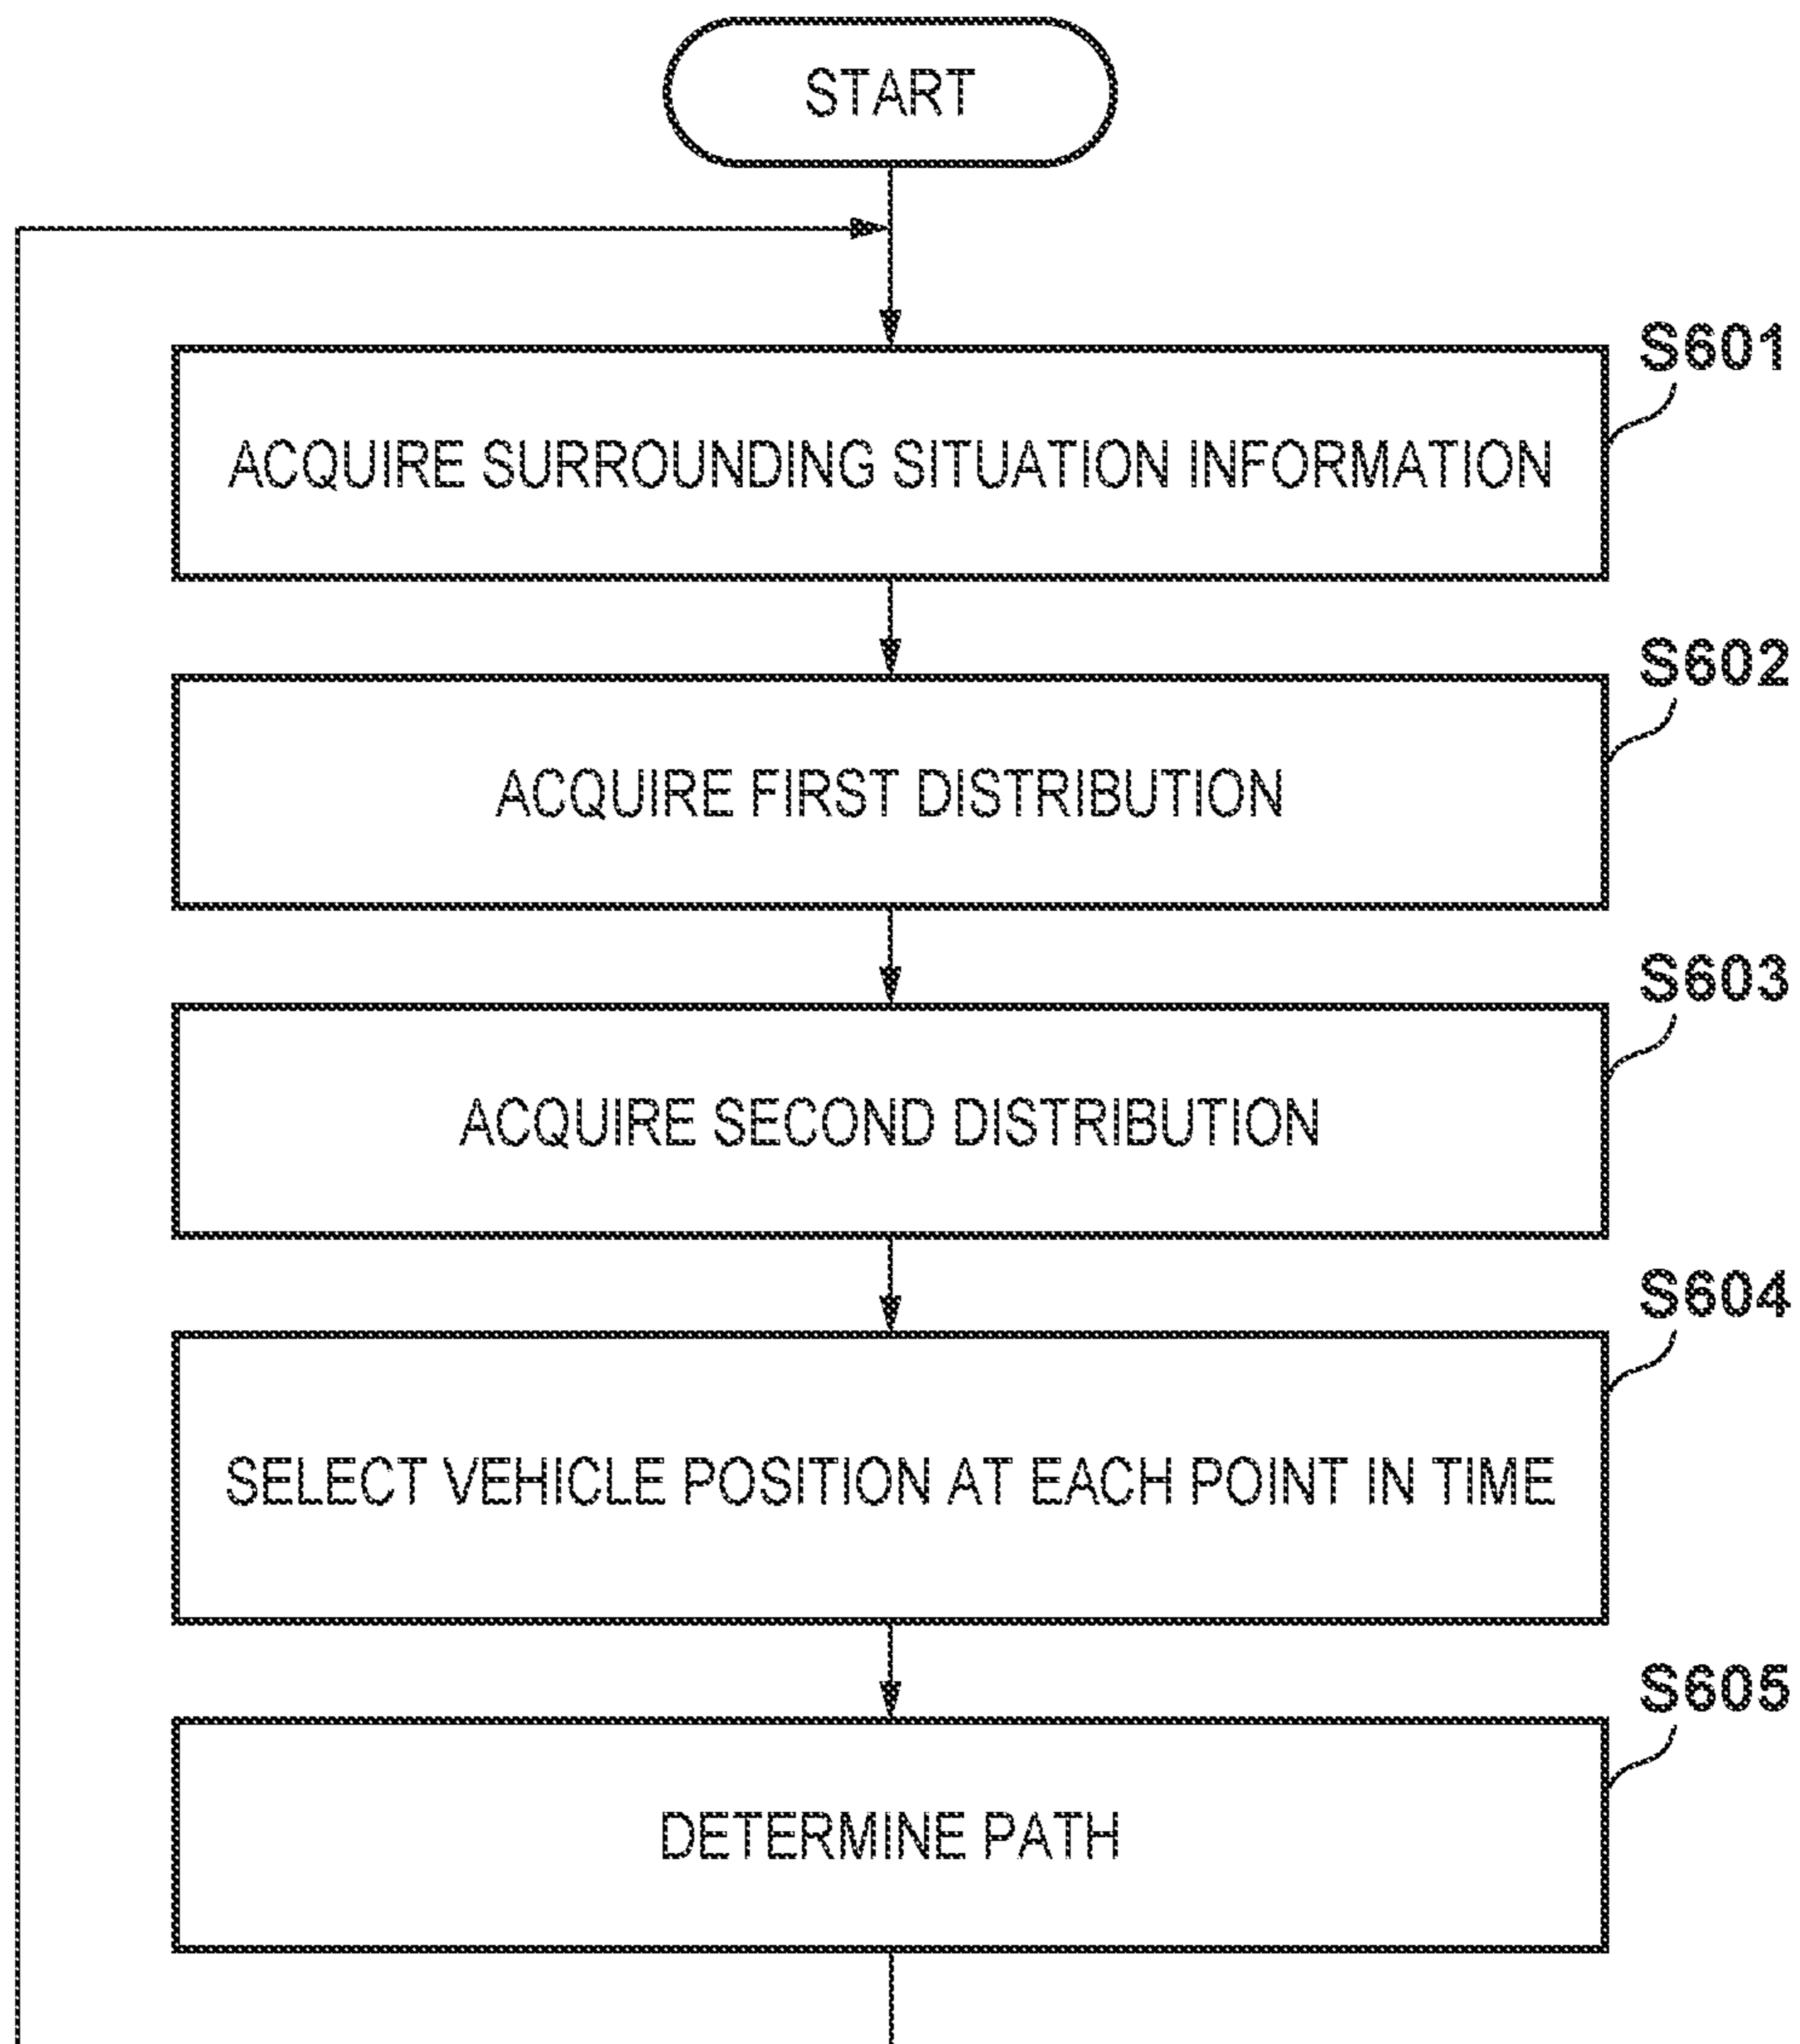 START
S601
ACQUIRE SURROUNDING SITUATION INFORMATION
S602
ACQUIRE FIRST DISTRIBUTION
S603
ACQUIRE SECOND DISTRIBUTION
S604
SELECT VEHICLE POSITION AT EACH POINT IN TIME
S605
DETERMINE PATH